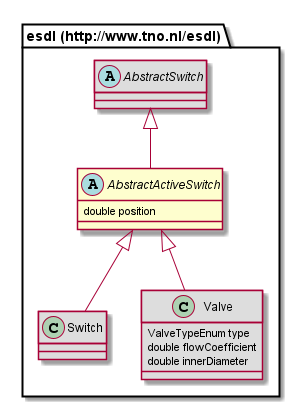 esdl (http://www.tno.nl/esdl)
A AbstractSwitch
A AbstractActiveSwitch
double position
C Switch
C Valve
ValveTypeEnum type
double flowCoefficient
double innerDiameter